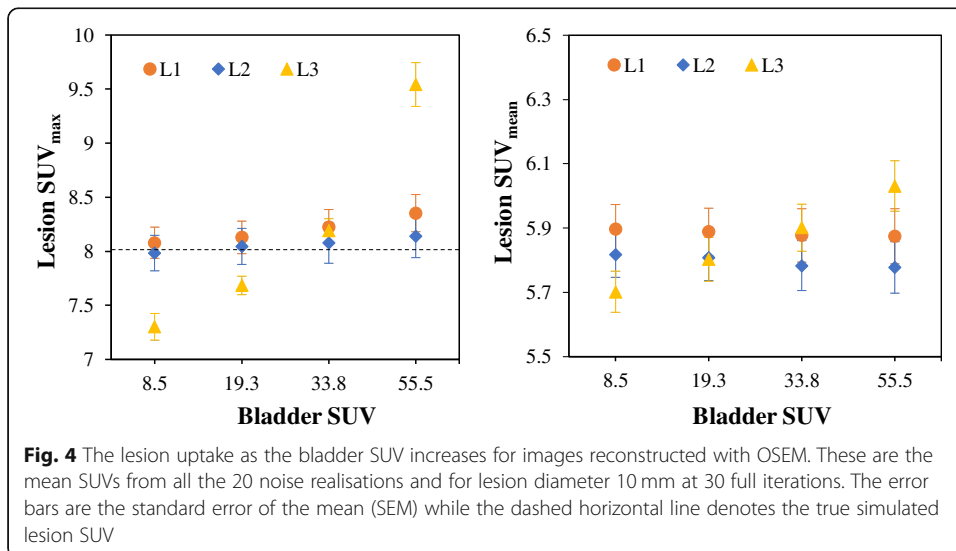 10
9.5
9
8.5
8
7.5
7
Lesion SUVmax
L1 L2 L3
8.5 19.3 33.8 55.5
Bladder SUV
6.5
6.3
6.1
5.9
5.7
5.5
Lesion SUVmean
L1 L2 L3
8.5 19.3 33.8 55.5
Bladder SUV
Fig. 4 The lesion uptake as the bladder SUV increases for images reconstructed with OSEM. These are the
mean SUVs from all the 20 noise realisations and for lesion diameter 10 mm at 30 full iterations. The error
bars are the standard error of the mean (SEM) while the dashed horizontal line denotes the true simulated
lesion SUV